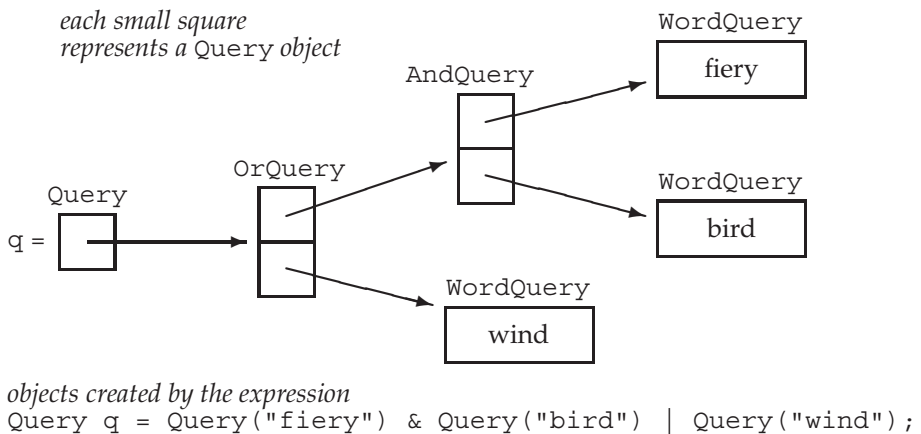 each small square
represents a Query object
WordQuery
fiery
AndQuery
OrQuery
WordQuery
bird
Query
q =
WordQuery
wind
objects created by the expression
Query q = Query("fiery") & Query("bird") | Query("wind");